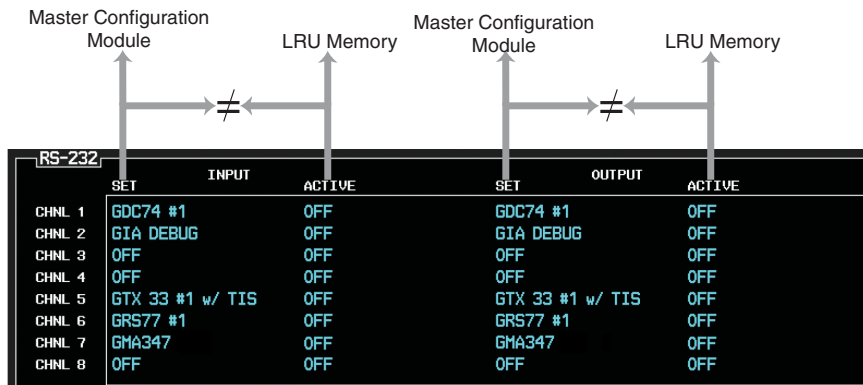 Master Configuration Module LRU Memory Master Configuration Module LRU Memory
≠ ≠
RS-232
INPUT OUTPUT
SET ACTIVE SET ACTIVE
CHNL 1 GDC74 #1 OFF GDC74 #1 OFF
CHNL 2 GIA DEBUG OFF GIA DEBUG OFF
CHNL 3 OFF OFF OFF OFF
CHNL 4 OFF OFF OFF OFF
CHNL 5 GTX 33 #1 w/ TIS OFF GTX 33 #1 w/ TIS OFF
CHNL 6 GRS77 #1 OFF GRS77 #1 OFF
CHNL 7 GMA347 OFF GMA347 OFF
CHNL 8 OFF OFF OFF OFF